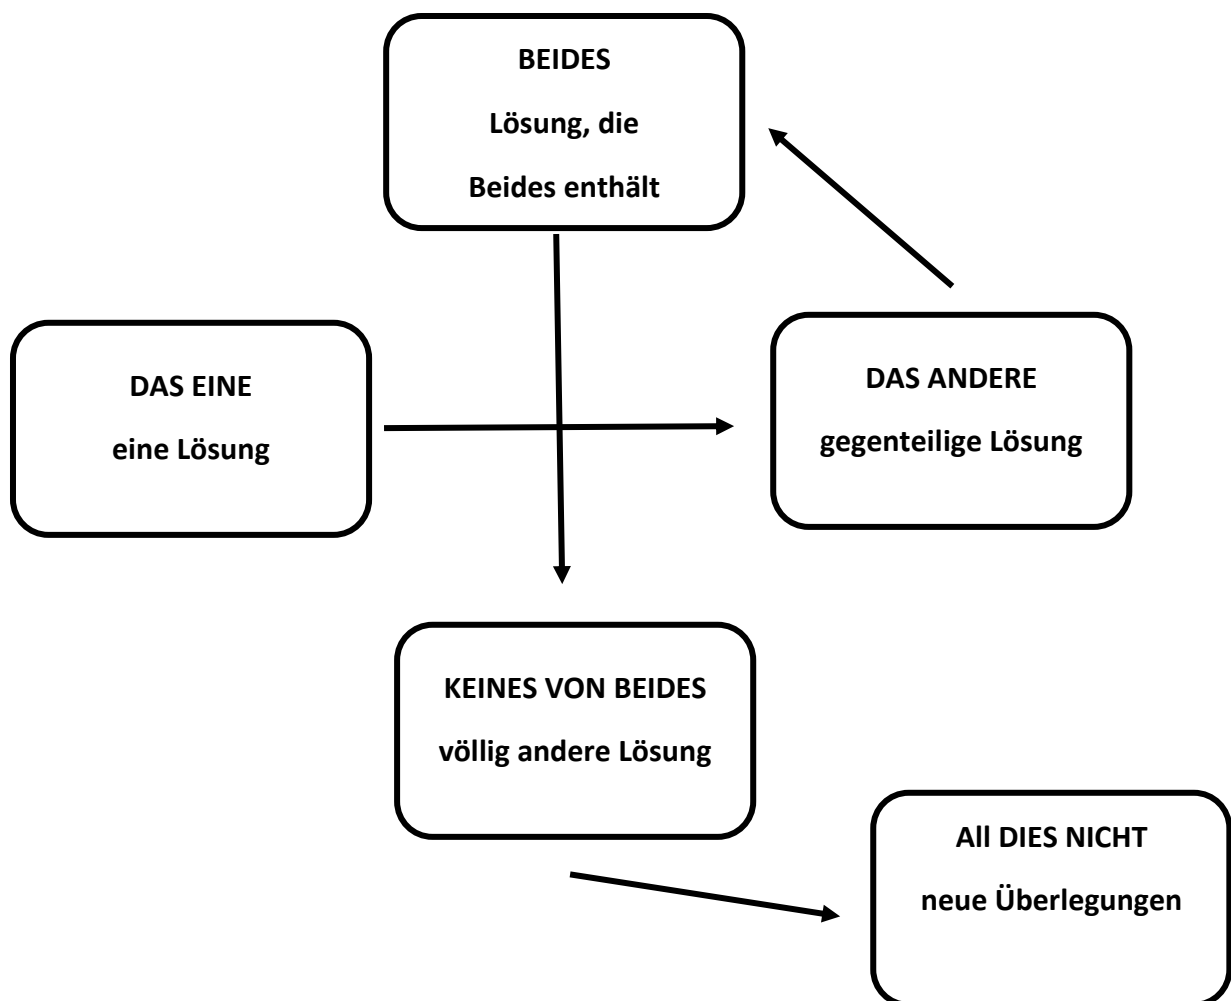 BEIDES
Lösung, die
Beides enthält
DAS EINE
eine Lösung
DAS ANDERE
gegenteilige Lösung
KEINES VON BEIDES
völlig andere Lösung
All DIES NICHT
neue Überlegungen